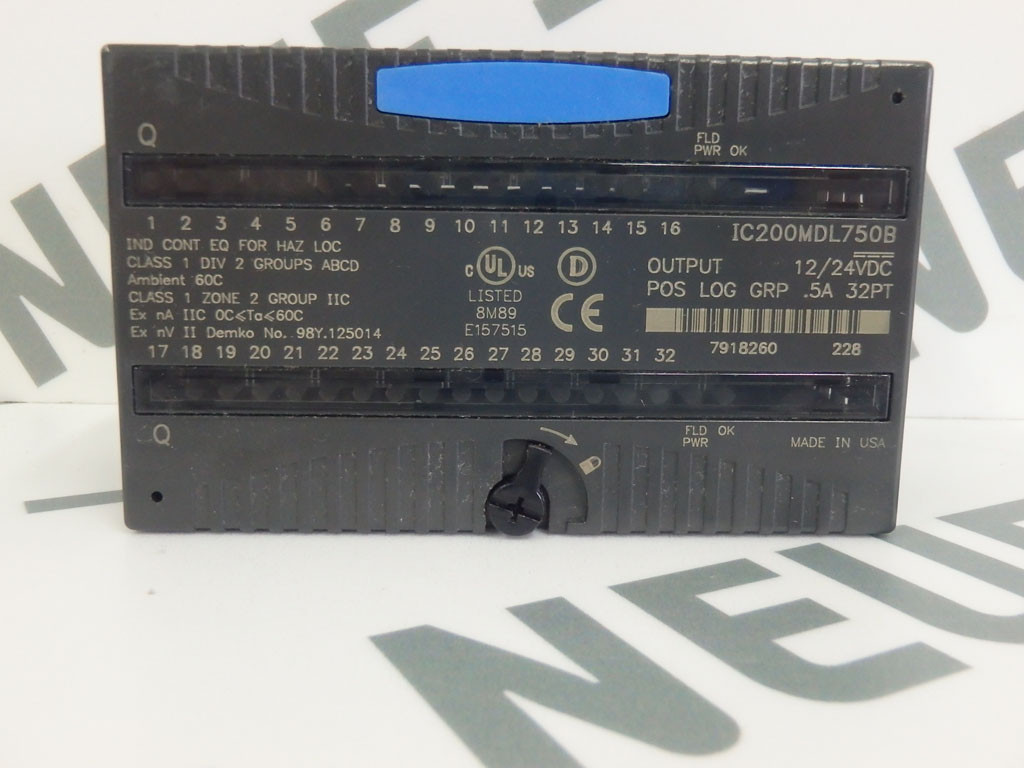 Q
FLD
PWR OK
1 2 3 4 5 6 7 8 9 10 11 12 13 14 15 16
IC200MDL750B
IND CONT EQ FOR HAZ LOC
CLASS 1 DIV 2 GROUPS ABCD
Ambient 60C
CLASS 1 ZONE 2 GROUP IIC
Ex nA IIC 0C≤Ta≤60C
Ex nV II Demko No. 98Y.125014
C UL US
LISTED
8M89
E157515
D
CE
OUTPUT 12/24VDC
POS LOG GRP .5A 32PT
7918260 228
17 18 19 20 21 22 23 24 25 26 27 28 29 30 31 32
Q
FLD OK
PWR
MADE IN USA
NEU